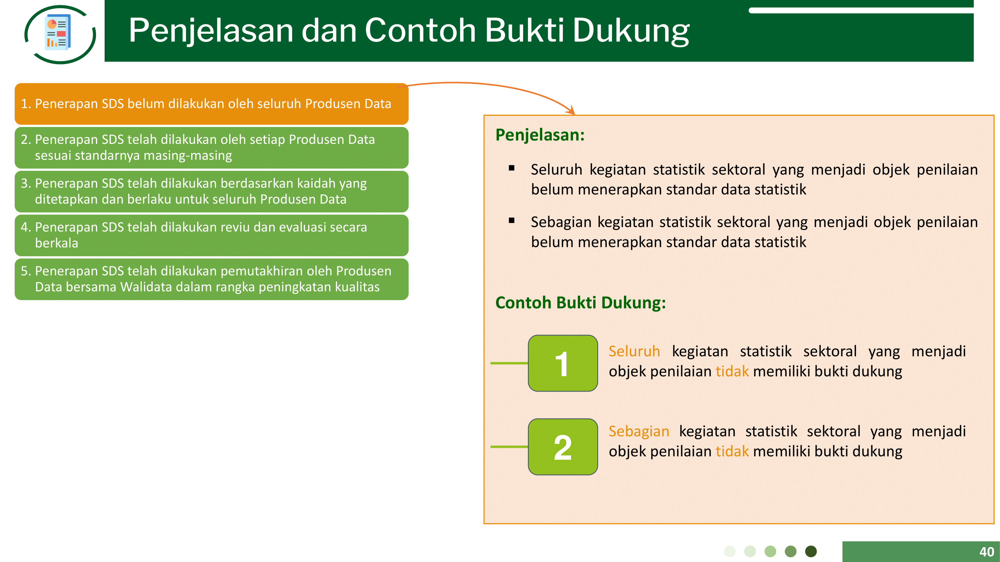 Penjelasan dan Contoh Bukti Dukung
1. Penerapan SDS belum dilakukan oleh seluruh Produsen Data
2. Penerapan SDS telah dilakukan oleh setiap Produsen Data
sesuai standarnya masing-masing
3. Penerapan SDS telah dilakukan berdasarkan kaidah yang
ditetapkan dan berlaku untuk seluruh Produsen Data
4. Penerapan SDS telah dilakukan reviu dan evaluasi secara
berkala
5. Penerapan SDS telah dilakukan pemutakhiran oleh Produsen
Data bersama Walidata dalam rangka peningkatan kualitas
Penjelasan:
▪ Seluruh kegiatan statistik sektoral yang menjadi objek penilaian
belum menerapkan standar data statistik
▪ Sebagian kegiatan statistik sektoral yang menjadi objek penilaian
belum menerapkan standar data statistik
Contoh Bukti Dukung:
1
Seluruh kegiatan statistik sektoral yang menjadi
objek penilaian tidak memiliki bukti dukung
2
Sebagian kegiatan statistik sektoral yang menjadi
objek penilaian tidak memiliki bukti dukung
40